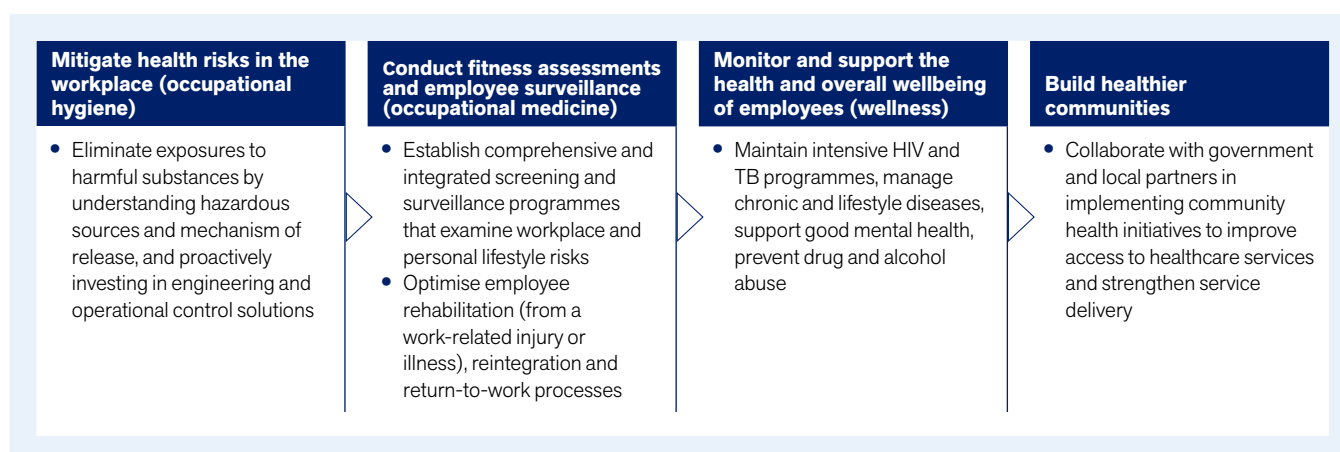 Mitigate health risks in the
workplace (occupational
hygiene)
• Eliminate exposures to
harmful substances by
understanding hazardous
sources and mechanism of
release, and proactively
investing in engineering and
operational control solutions
Conduct fitness assessments
and employee surveillance
(occupational medicine)
• Establish comprehensive and
integrated screening and
surveillance programmes
that examine workplace and
personal lifestyle risks
• Optimise employee
rehabilitation (from a
work-related injury or
illness), reintegration and
return-to-work processes
Monitor and support the
health and overall wellbeing
of employees (wellness)
• Maintain intensive HIV and
TB programmes, manage
chronic and lifestyle diseases,
support good mental health,
prevent drug and alcohol
abuse
Build healthier
communities
• Collaborate with government
and local partners in
implementing community
health initiatives to improve
access to healthcare services
and strengthen service
delivery